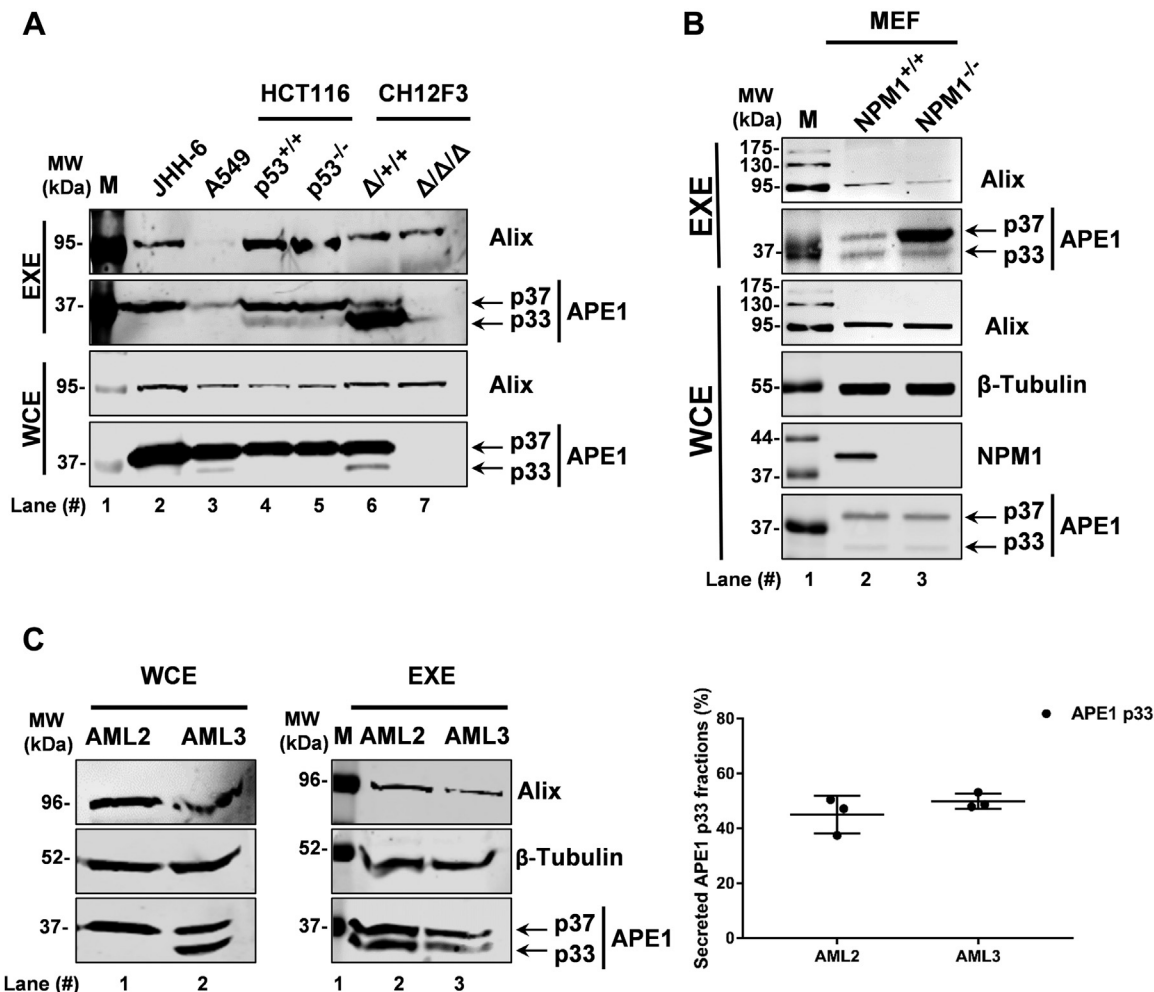 A
HCT116 CH12F3
MW (kDa) M JHH-6 A549 p53+/+ p53-/- Δ/+/+ Δ/Δ/Δ
EXE
95- Alix
37- p37 APE1
p33
WCE
95- Alix
37- p37 APE1
p33
Lane (#) 1 2 3 4 5 6 7
B
MEF
MW (kDa) M NPM1+/+ NPM1-/-
EXE
175-
130-
95- Alix
37- p37 APE1
p33
WCE
175-
130-
95- Alix
55- β-Tubulin
44-
37- NPM1
37- p37 APE1
p33
Lane (#) 1 2 3
C
WCE
MW (kDa) AML2 AML3
96-
52-
37-
Lane (#) 1 2
EXE
MW (kDa) M AML2 AML3
96- Alix
52- β-Tubulin
37- p37 APE1
p33
1 2 3
Secreted APE1 p33 fractions (%)
80
60
40
20
0
AML2 AML3
APE1 p33